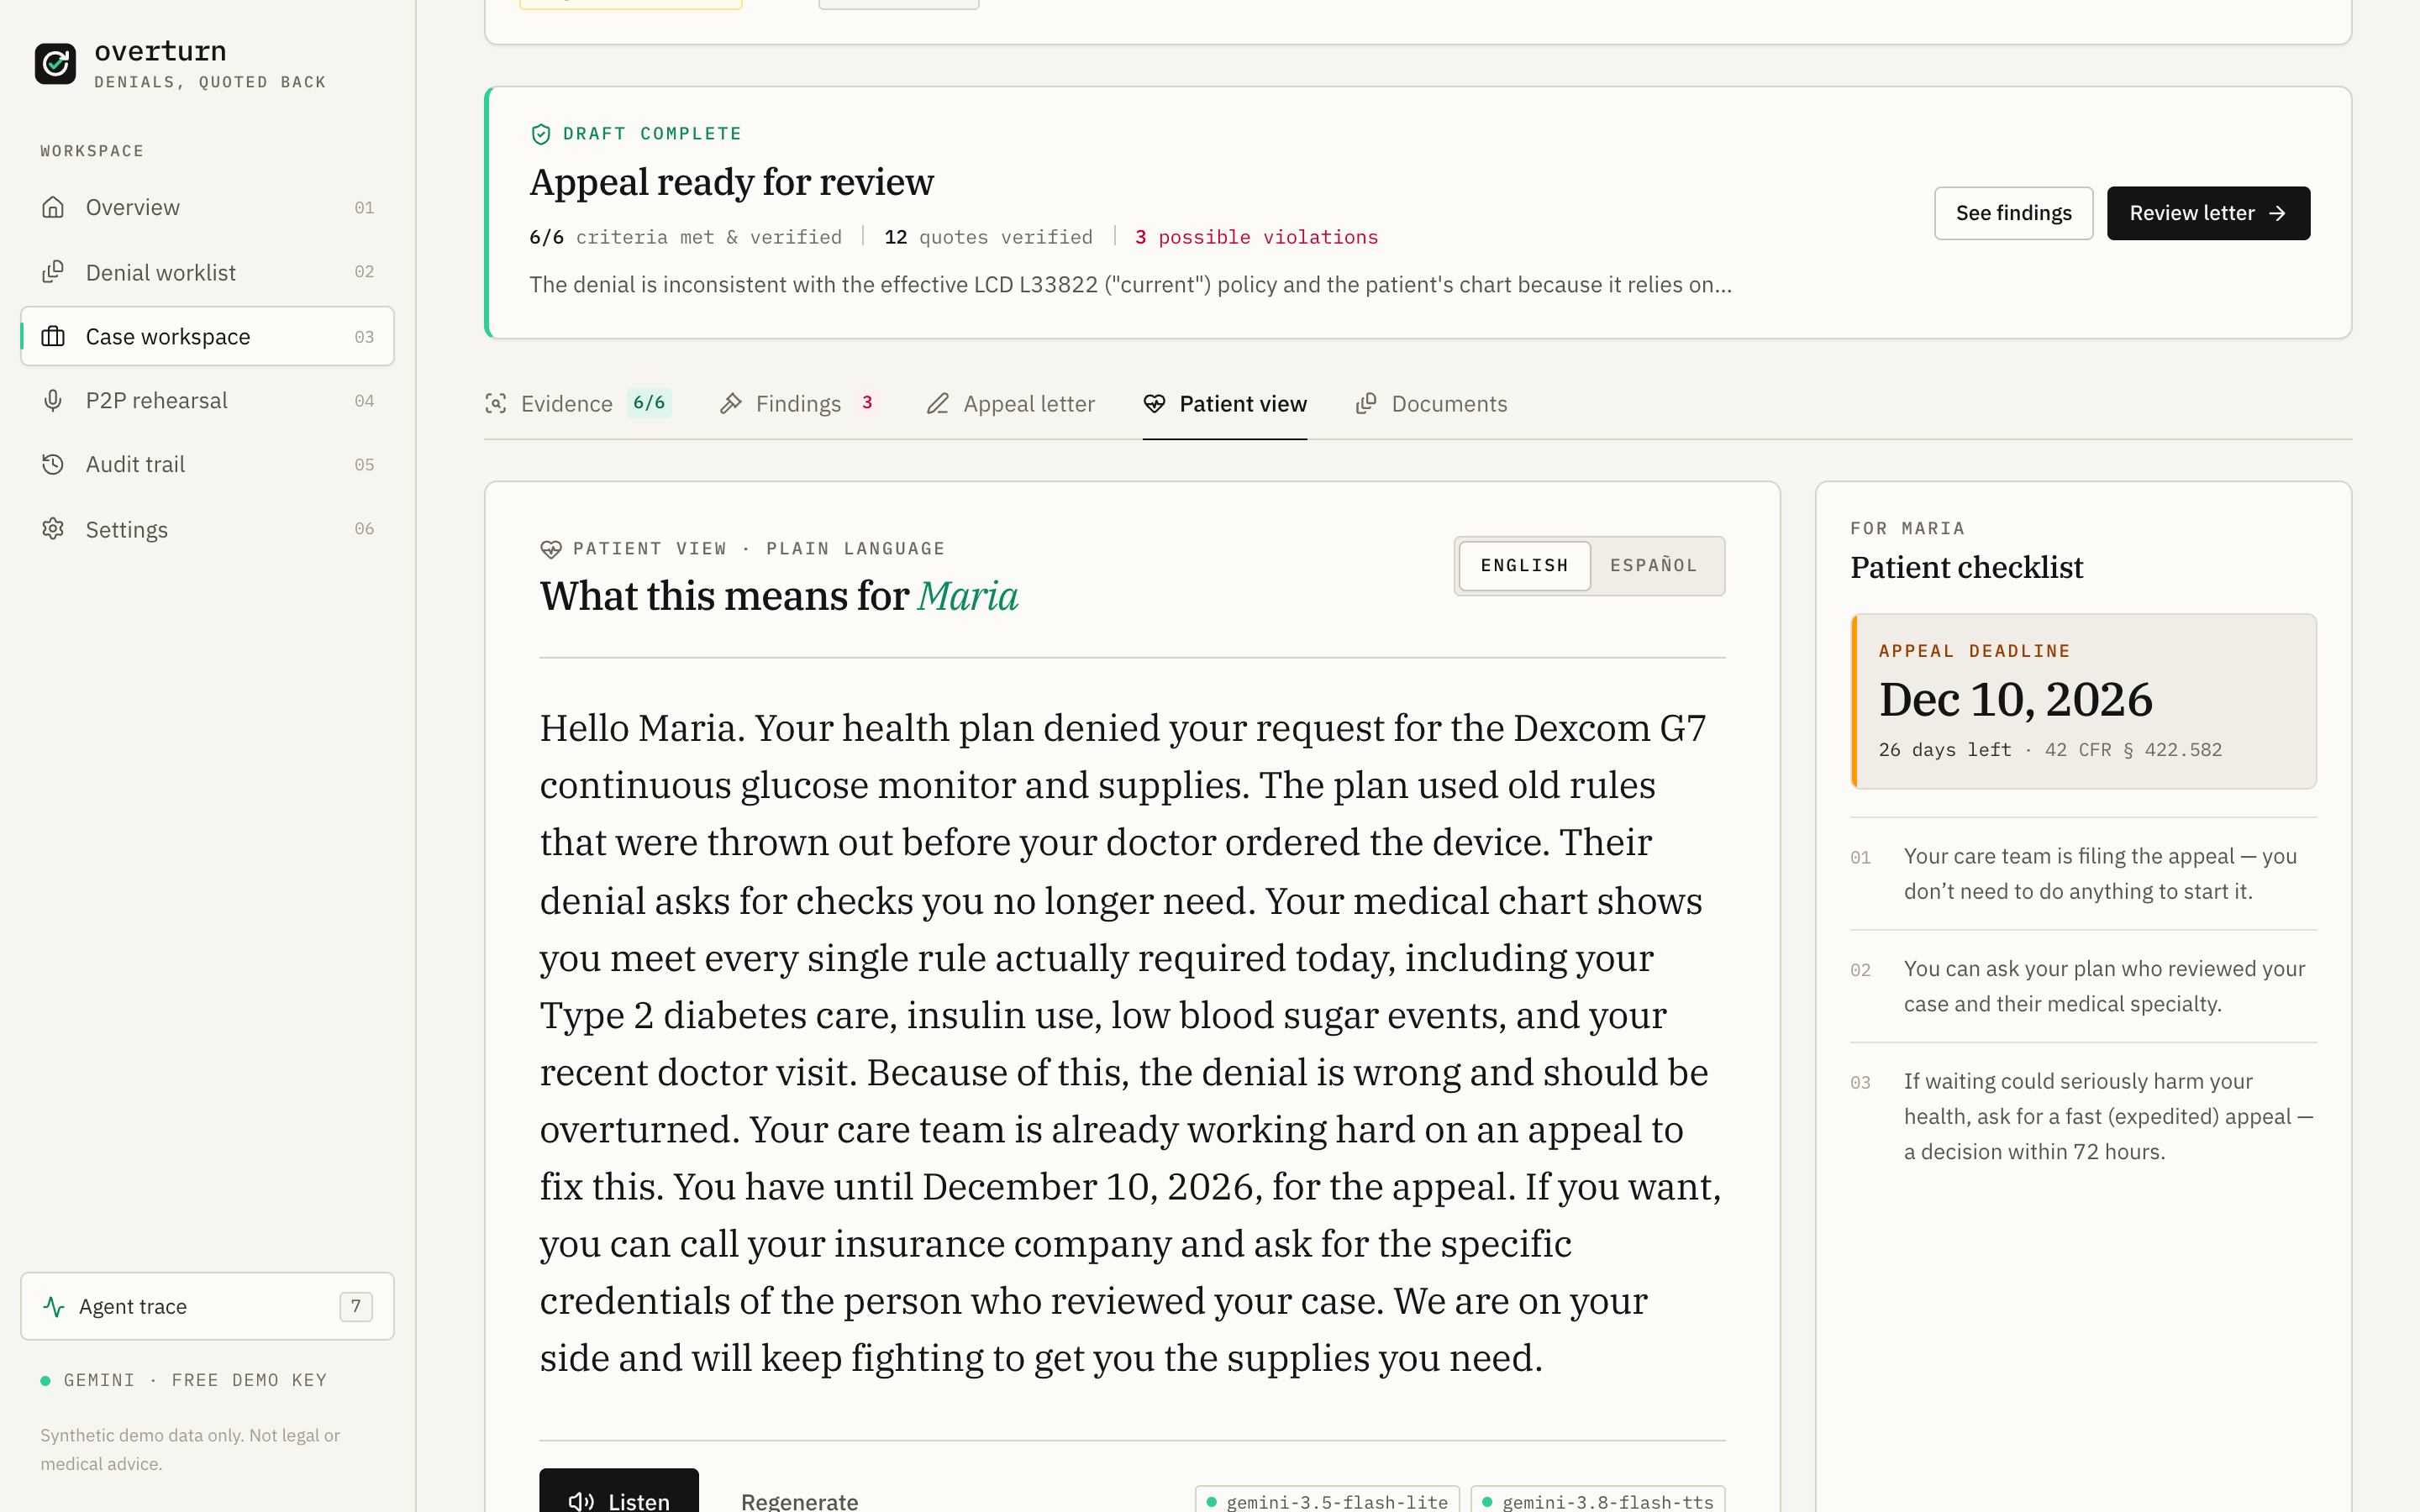 overturn
DENIALS, QUOTED BACK
WORKSPACE
Overview 01
Denial worklist 02
Case workspace 03
P2P rehearsal 04
Audit trail 05
Settings 06
Agent trace 7
GEMINI · FREE DEMO KEY
Synthetic demo data only. Not legal or
medical advice.
DRAFT COMPLETE
Appeal ready for review
6/6 criteria met & verified 12 quotes verified 3 possible violations
The denial is inconsistent with the effective LCD L33822 ("current") policy and the patient's chart because it relies on...
See findings
Review letter →
Evidence 6/6 Findings 3 Appeal letter Patient view Documents
PATIENT VIEW · PLAIN LANGUAGE
What this means for Maria
ENGLISH ESPAÑOL
Hello Maria. Your health plan denied your request for the Dexcom G7
continuous glucose monitor and supplies. The plan used old rules
that were thrown out before your doctor ordered the device. Their
denial asks for checks you no longer need. Your medical chart shows
you meet every single rule actually required today, including your
Type 2 diabetes care, insulin use, low blood sugar events, and your
recent doctor visit. Because of this, the denial is wrong and should be
overturned. Your care team is already working hard on an appeal to
fix this. You have until December 10, 2026, for the appeal. If you want,
you can call your insurance company and ask for the specific
credentials of the person who reviewed your case. We are on your
side and will keep fighting to get you the supplies you need.
Listen
Regenerate
gemini-3.5-flash-lite
gemini-3.8-flash-tts
FOR MARIA
Patient checklist
APPEAL DEADLINE
Dec 10, 2026
26 days left · 42 CFR § 422.582
01 Your care team is filing the appeal — you
don’t need to do anything to start it.
02 You can ask your plan who reviewed your
case and their medical specialty.
03 If waiting could seriously harm your
health, ask for a fast (expedited) appeal —
a decision within 72 hours.